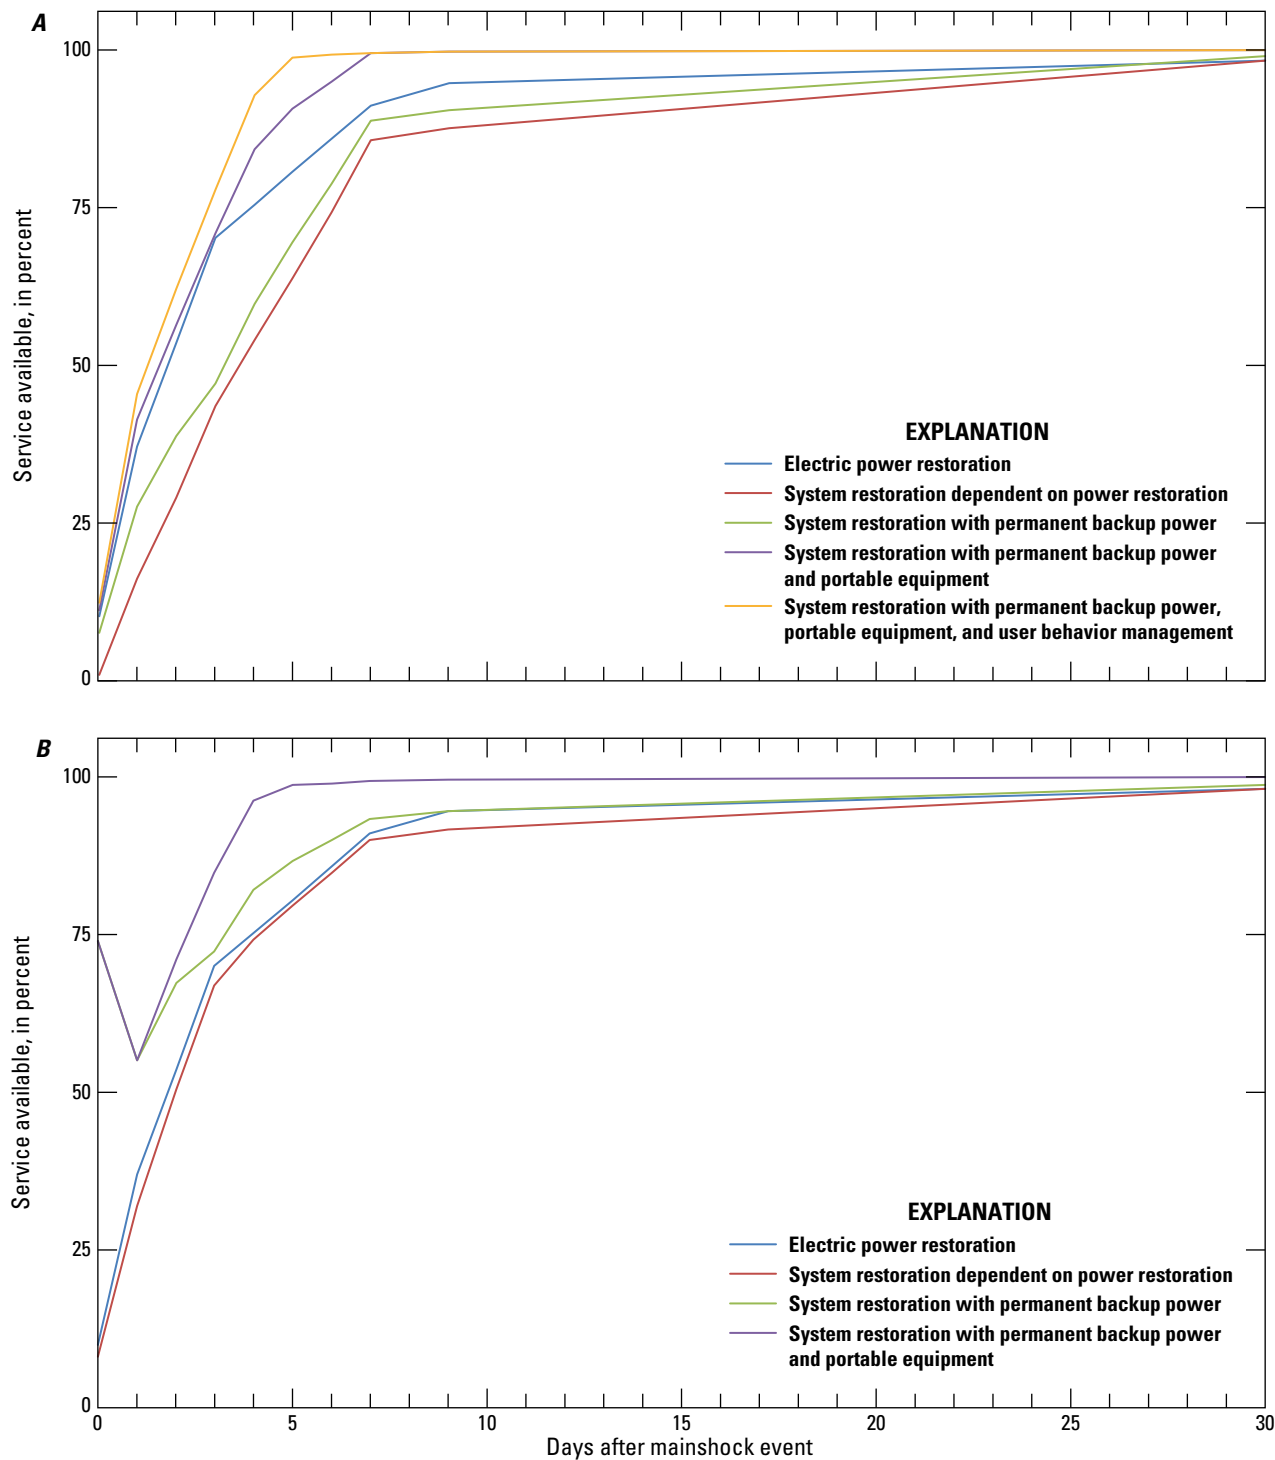 A
100
75
50
25
0
Service available, in percent
EXPLANATION
Electric power restoration
System restoration dependent on power restoration
System restoration with permanent backup power
System restoration with permanent backup power
and portable equipment
System restoration with permanent backup power,
portable equipment, and user behavior management
B
100
75
50
25
0
Service available, in percent
EXPLANATION
Electric power restoration
System restoration dependent on power restoration
System restoration with permanent backup power
System restoration with permanent backup power
and portable equipment
0 5 10 15 20 25 30
Days after mainshock event